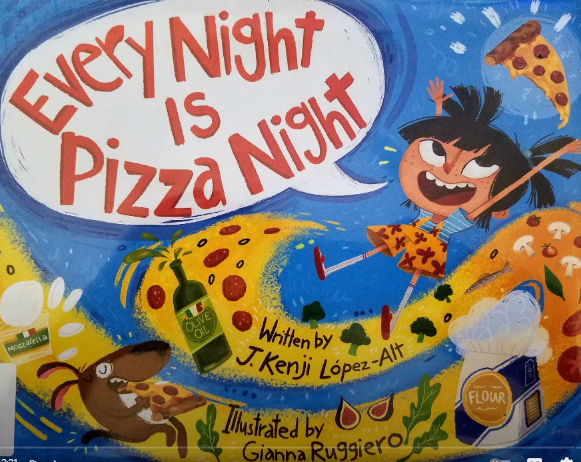 Every Night
Is
Pizza Night
OLIVE
OIL
Written by
J. Kenji López-Alt
MOZZARELLA
FLOUR
Illustrated by
Gianna Ruggiero